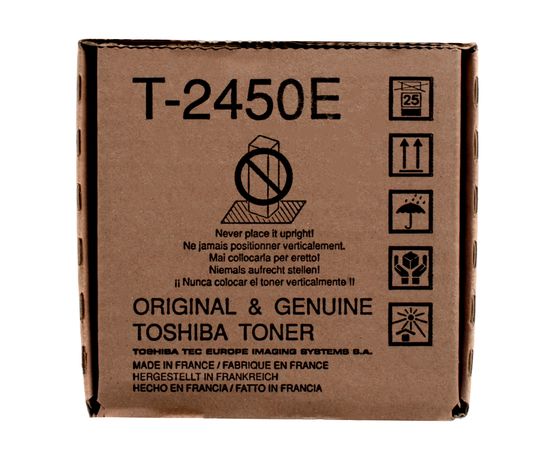 T-2450E
25
Never place it upright!
Ne jamais positionner verticalement.
Mai collocarla per eretto!
Niemals aufrecht stellen!
¡¡ Nunca colocar el toner verticalmente !!
ORIGINAL & GENUINE
TOSHIBA TONER
TOSHIBA TEC EUROPE IMAGING SYSTEMS S.A.
MADE IN FRANCE / FABRIQUE EN FRANCE
HERGESTELLT IN FRANKREICH
HECHO EN FRANCIA / FATTO IN FRANCIA